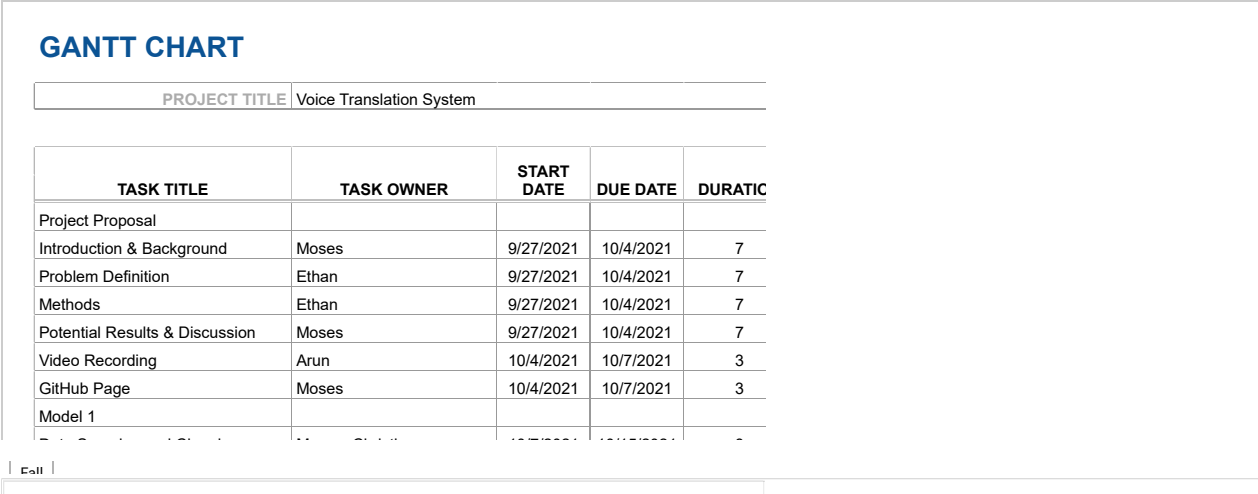 GANTT CHART
PROJECT TITLE Voice Translation System
START
TASK TITLE TASK OWNER DATE DUE DATE DURATIO
Project Proposal
Introduction & Background Moses 9/27/2021 10/4/2021 7
Problem Definition Ethan 9/27/2021 10/4/2021 7
Methods Ethan 9/27/2021 10/4/2021 7
Potential Results & Discussion Moses 9/27/2021 10/4/2021 7
Video Recording Arun 10/4/2021 10/7/2021 3
GitHub Page Moses 10/4/2021 10/7/2021 3
Model 1
Fall